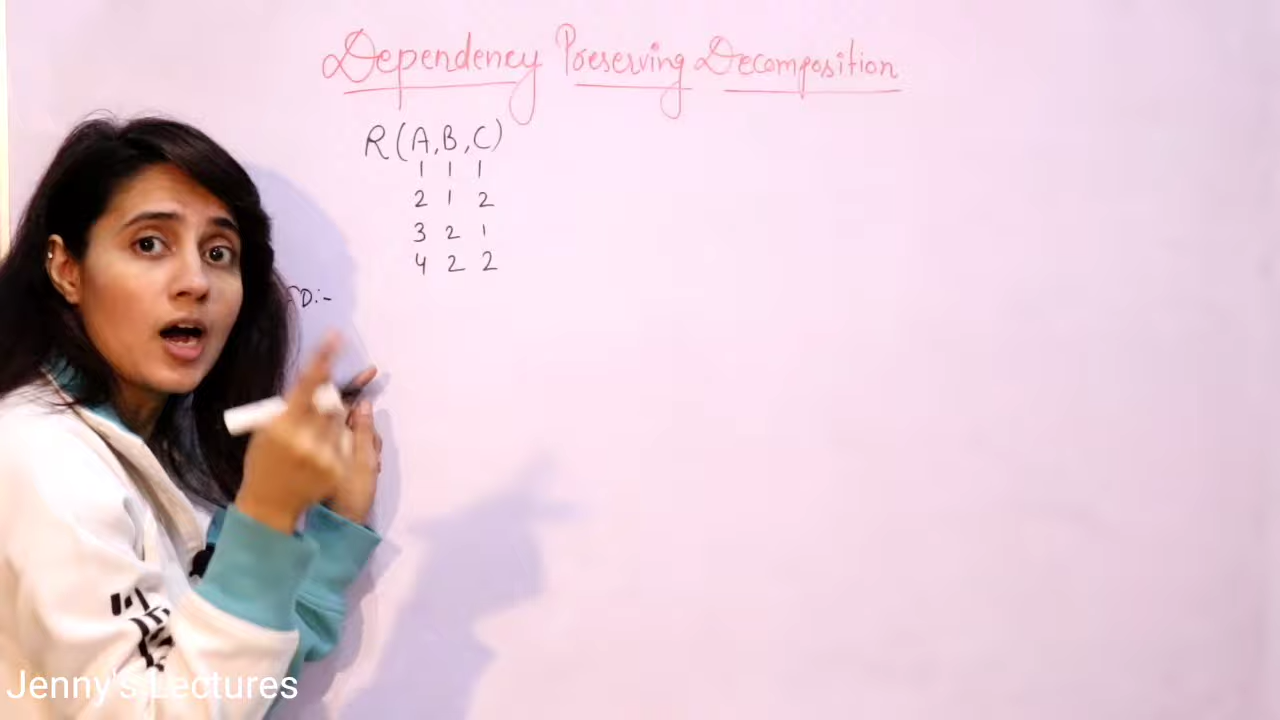 Dependency Preserving Decomposition
R(A,B,C)
1 1 1
2 1 2
3 2 1
4 2 2
D:-
Jenny's Lectures